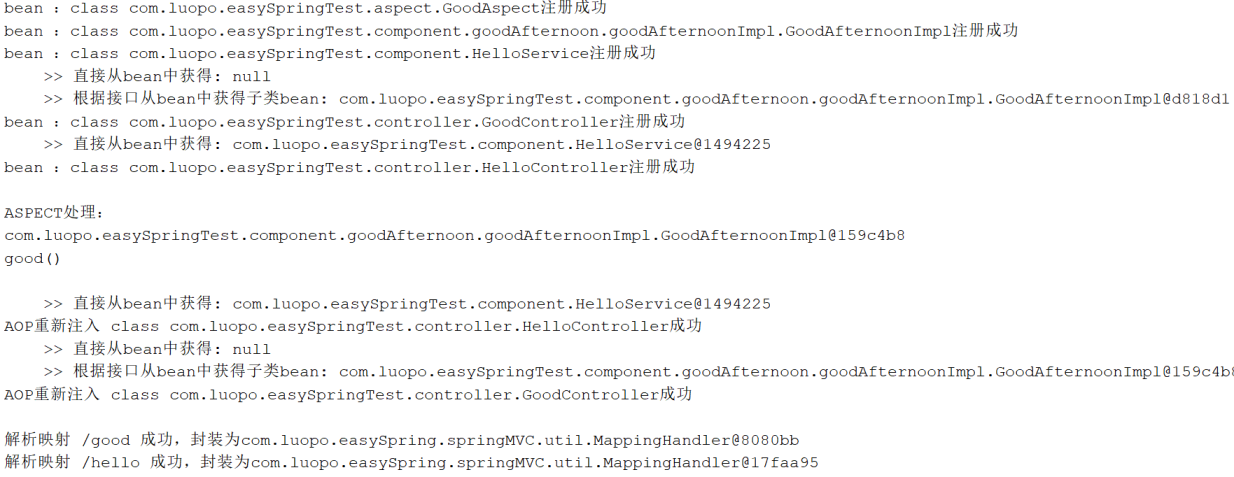 bean : class com.luopo.easySpringTest.aspect.GoodAspect注册成功
bean : class com.luopo.easySpringTest.component.goodAfternoon.goodAfternoonImpl.GoodAfternoonImpl注册成功
bean : class com.luopo.easySpringTest.component.HelloService注册成功
>> 直接从bean中获得: null
>> 根据接口从bean中获得子类bean: com.luopo.easySpringTest.component.goodAfternoon.goodAfternoonImpl.GoodAfternoonImpl@d818d1
bean : class com.luopo.easySpringTest.controller.GoodController注册成功
>> 直接从bean中获得: com.luopo.easySpringTest.component.HelloService@1494225
bean : class com.luopo.easySpringTest.controller.HelloController注册成功
ASPECT处理:
com.luopo.easySpringTest.component.goodAfternoon.goodAfternoonImpl.GoodAfternoonImpl@159c4b8
good()
>> 直接从bean中获得: com.luopo.easySpringTest.component.HelloService@1494225
AOP重新注入 class com.luopo.easySpringTest.controller.HelloController成功
>> 直接从bean中获得: null
>> 根据接口从bean中获得子类bean: com.luopo.easySpringTest.component.goodAfternoon.goodAfternoonImpl.GoodAfternoonImpl@159c4b8
AOP重新注入 class com.luopo.easySpringTest.controller.GoodController成功
解析映射 /good 成功，封装为com.luopo.easySpring.springMVC.util.MappingHandler@8080bb
解析映射 /hello 成功，封装为com.luopo.easySpring.springMVC.util.MappingHandler@17faa95